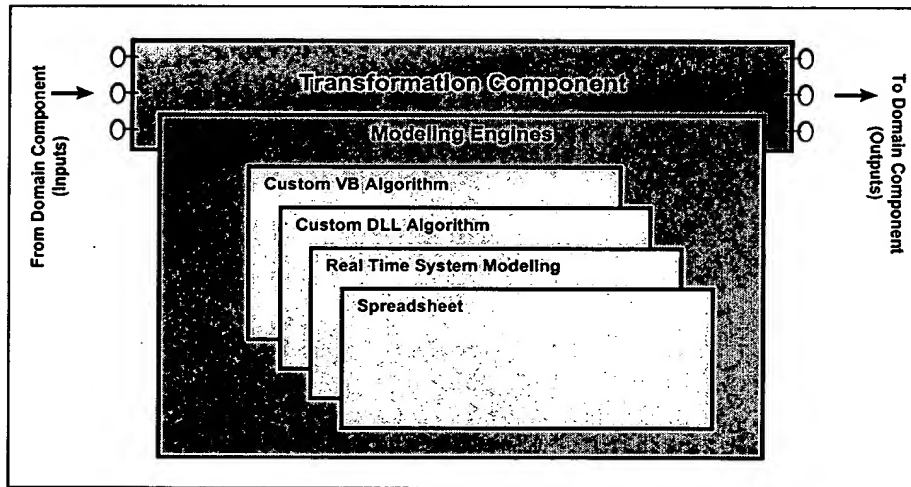 Transformation Component
Modeling Engines
Custom VB Algorithm
Custom DLL Algorithm
Real Time System Modeling
Spreadsheet
From Domain Component
(Inputs)
To Domain Component
(Outputs)